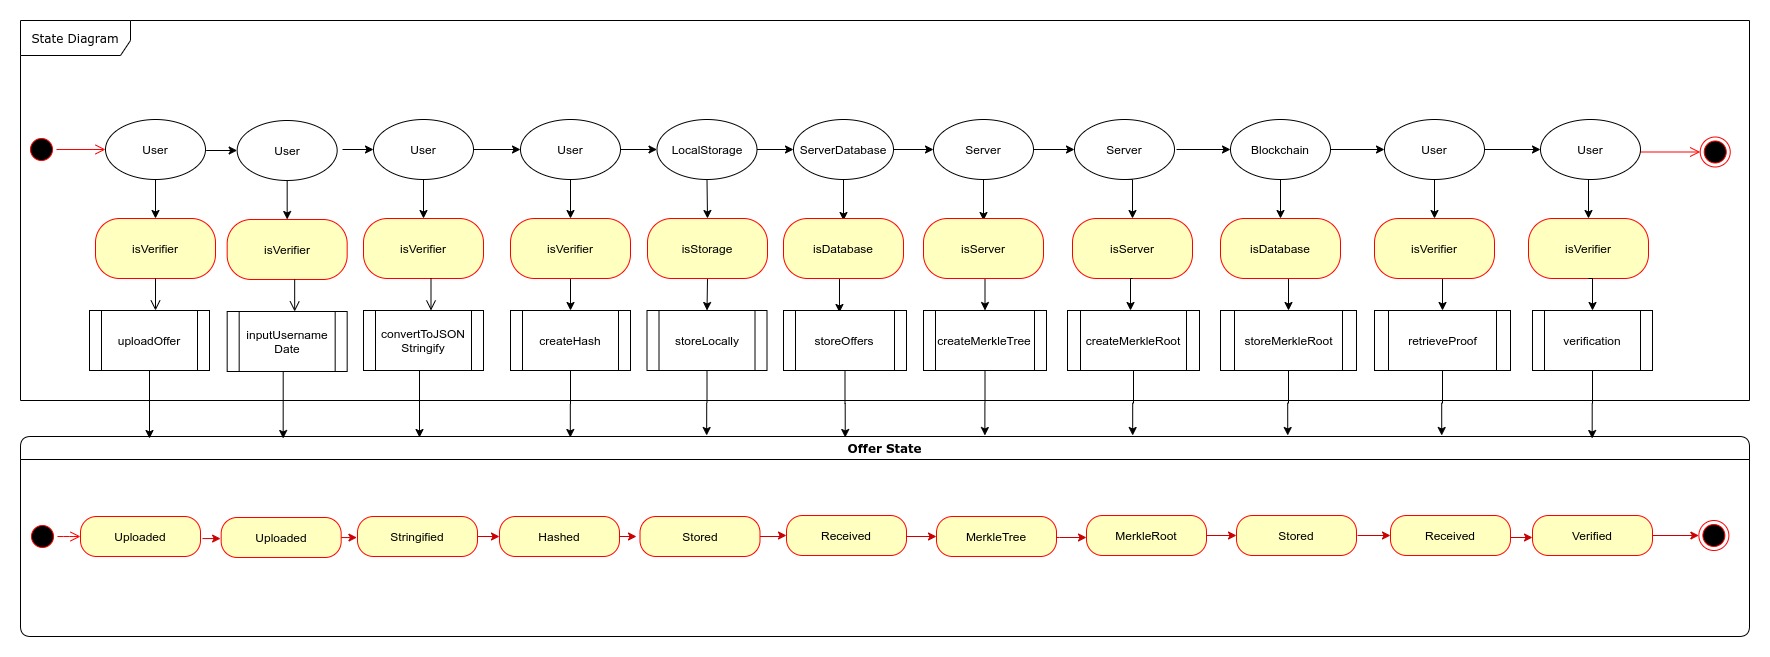 State Diagram
User
User
User
User
LocalStorage
ServerDatabase
Server
Server
Blockchain
User
User
isVerifier
isVerifier
isVerifier
isVerifier
isStorage
isDatabase
isServer
isServer
isDatabase
isVerifier
isVerifier
uploadOffer
inputUsername
Date
convertToJSON
Stringify
createHash
storeLocally
storeOffers
createMerkleTree
createMerkleRoot
storeMerkleRoot
retrieveProof
verification
Offer State
Uploaded
Uploaded
Stringified
Hashed
Stored
Received
MerkleTree
MerkleRoot
Stored
Received
Verified